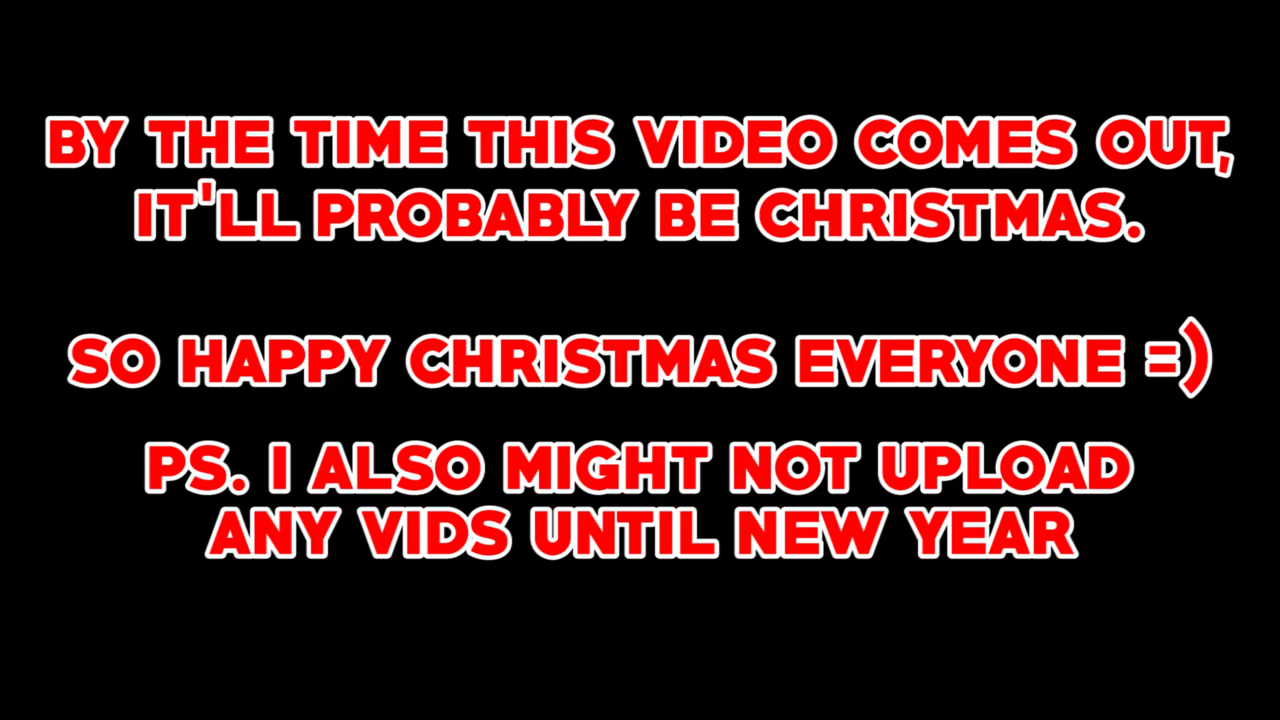 BY THE TIME THIS VIDEO COMES OUT,
IT'LL PROBABLY BE CHRISTMAS.
SO HAPPY CHRISTMAS EVERYONE =)
PS. I ALSO MIGHT NOT UPLOAD
ANY VIDS UNTIL NEW YEAR